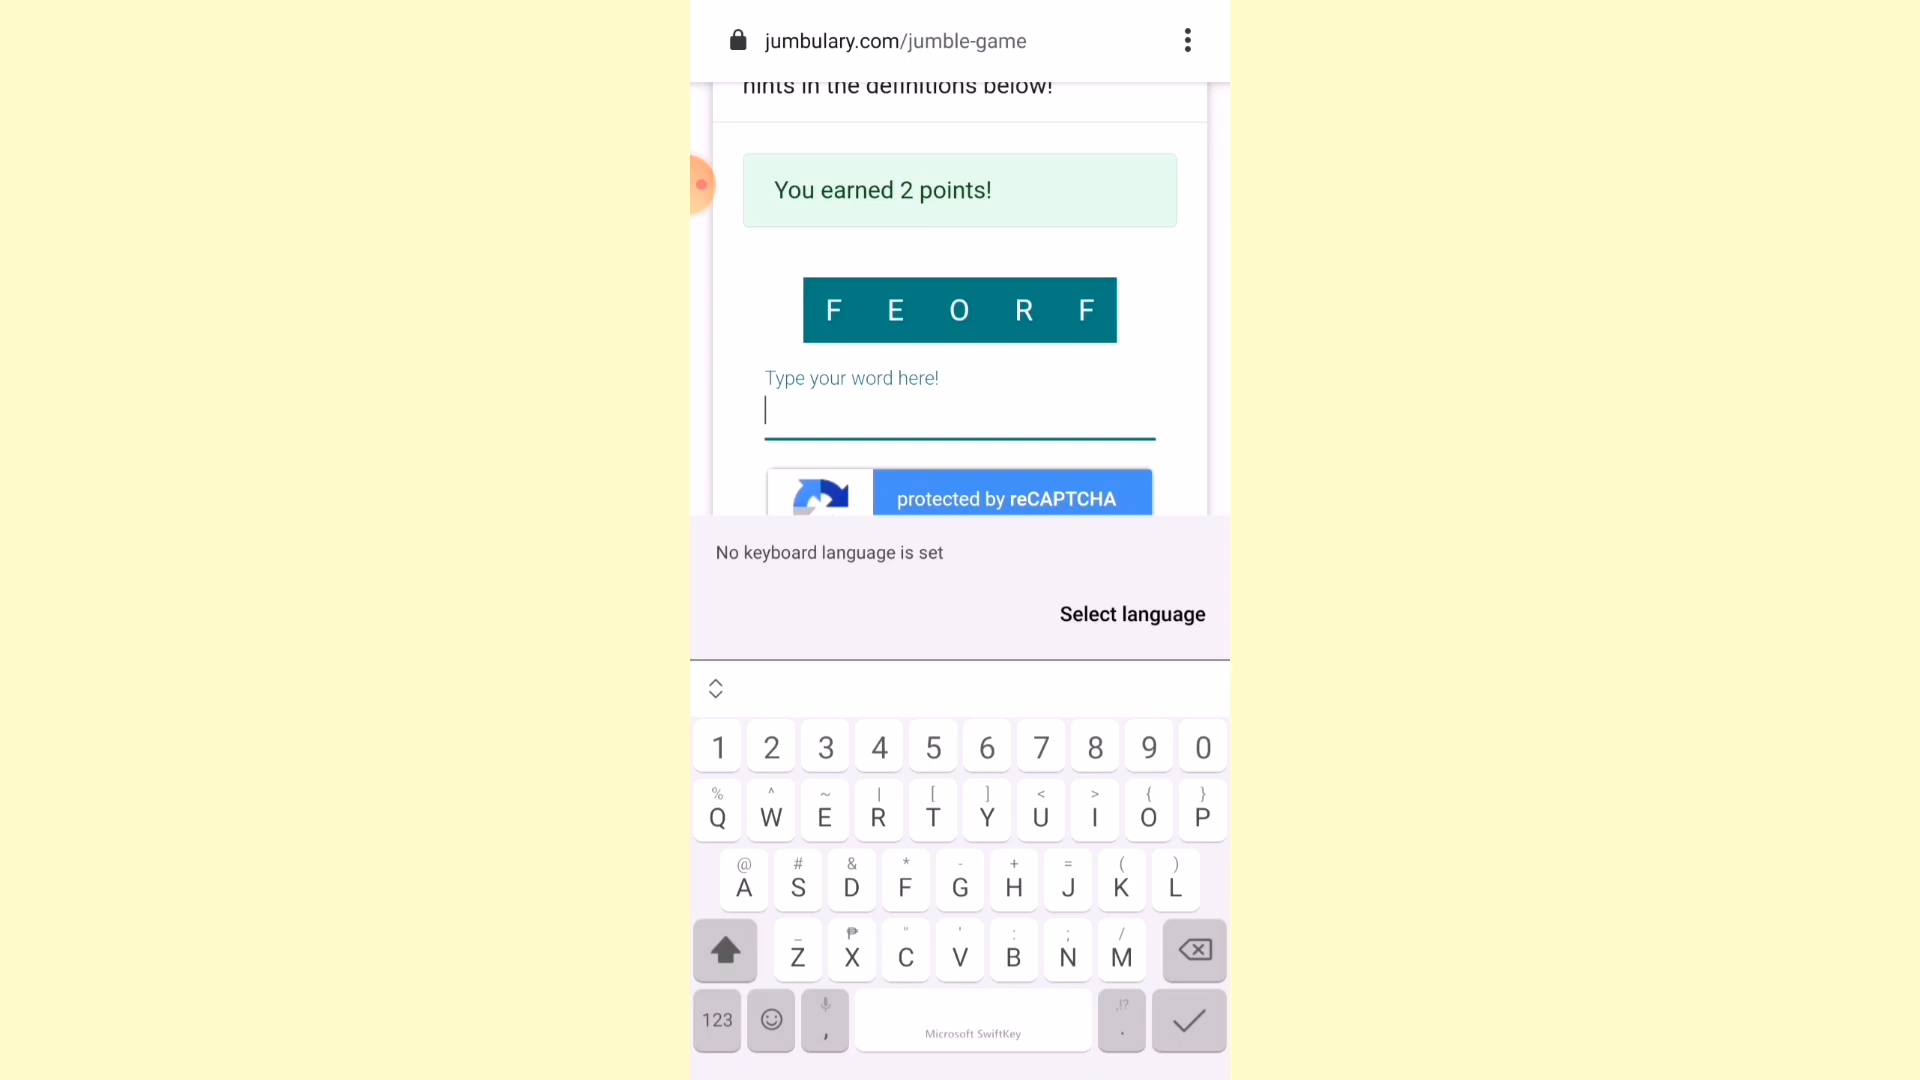 jumbulary.com/jumble-game
hints in the definitions below!
You earned 2 points!
F E O R F
Type your word here!
protected by reCAPTCHA
No keyboard language is set
Select language
1 2 3 4 5 6 7 8 9 0
% ^ ~ | [ ] < > { }
Q W E R T Y U I O P
@ # & * - + = ( )
A S D F G H J K L
_ ₱ " ' : ; /
Z X C V B N M
,!?
123 , Microsoft SwiftKey .